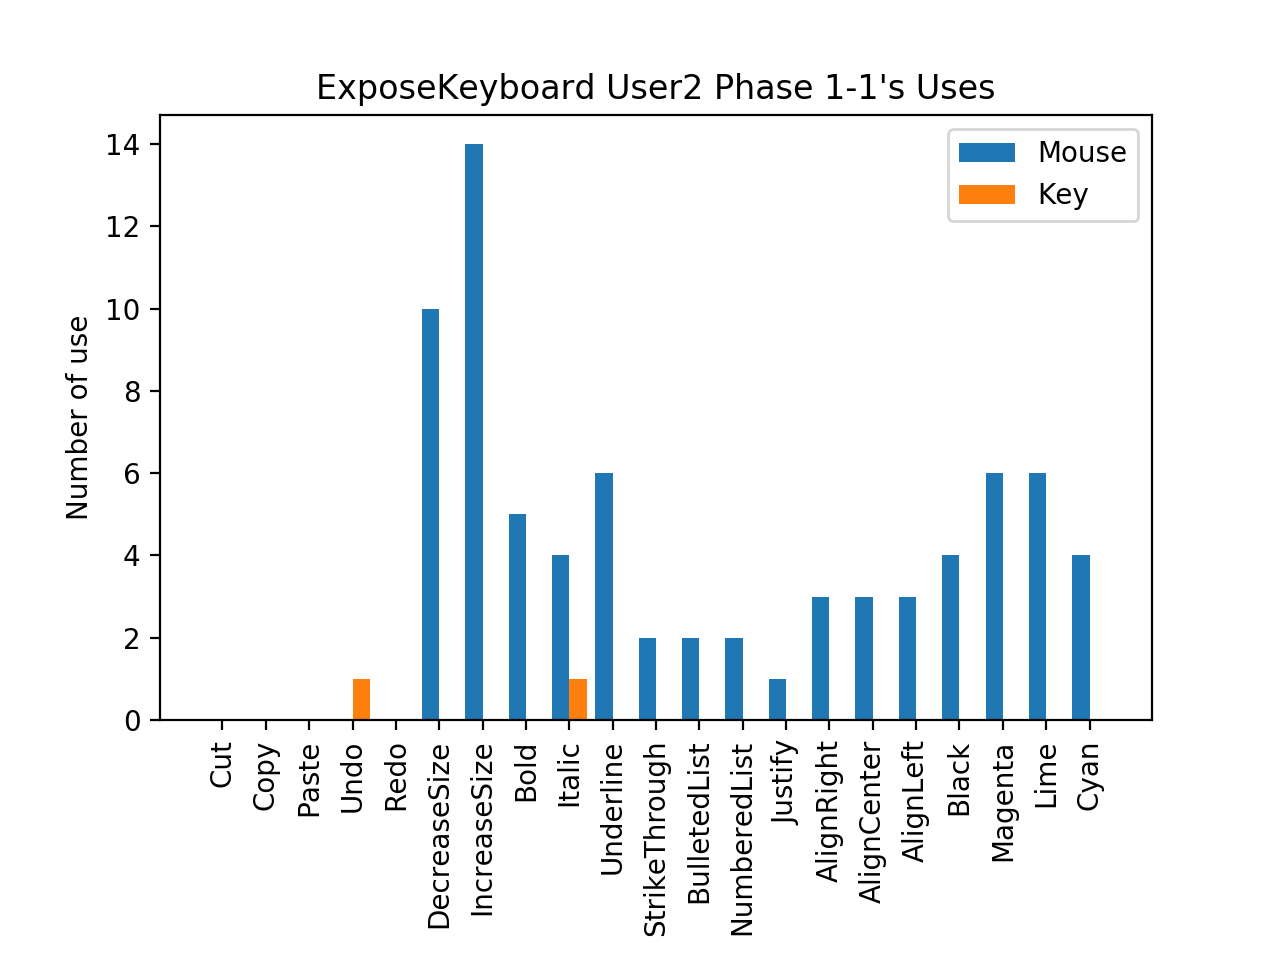 ExposeKeyboard User2 Phase 1-1's Uses
Mouse
Key
Number of use
14
12
10
8
6
4
2
0
Cut
Copy
Paste
Undo
Redo
DecreaseSize
IncreaseSize
Bold
Italic
Underline
StrikeThrough
BulletedList
NumberedList
Justify
AlignRight
AlignCenter
AlignLeft
Black
Magenta
Lime
Cyan